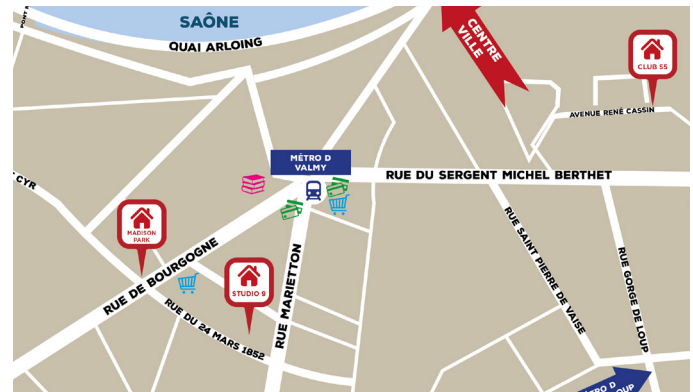 SAÔNE
QUAI ARLOING
CENTRE
VILLE
CLUB 55
AVENUE RENÉ CASSIN
MÉTRO D
VALMY
RUE DU SERGENT MICHEL BERTHET
CYR
MADISON
PARK
RUE DE BOURGOGNE
STUDIO 9
RUE MARIETTON
RUE DU 24 MARS 1852
RUE SAINT PIERRE DE VAISE
RUE GORGE DE LOUP
MÉTRO D